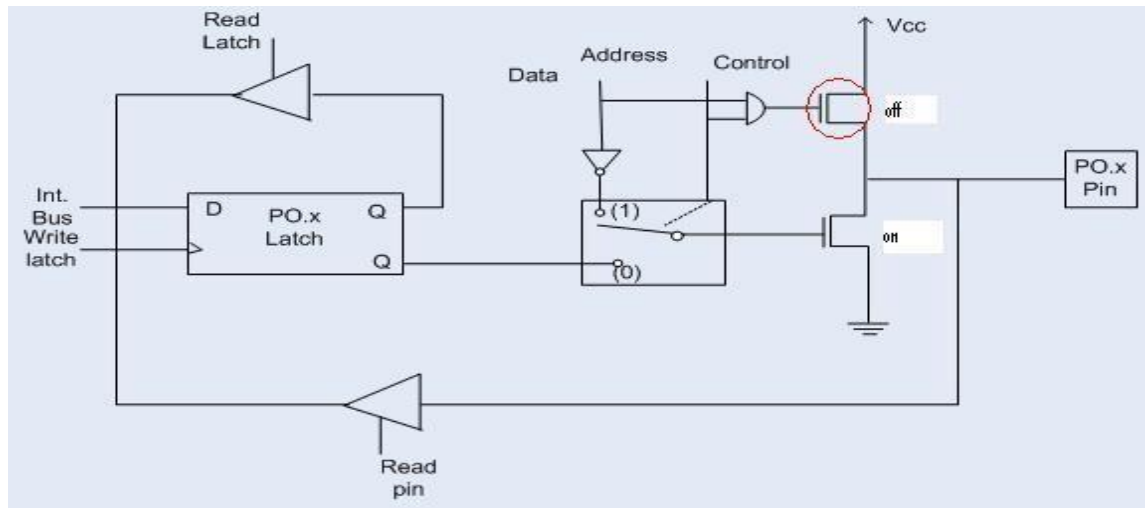 Read
Latch
Vcc
Address
Control
Data
off
PO.x
Pin
Int.
Bus
Write
latch
D
PO.x
Latch
Q
(1)
on
Q
(0)
Read
pin